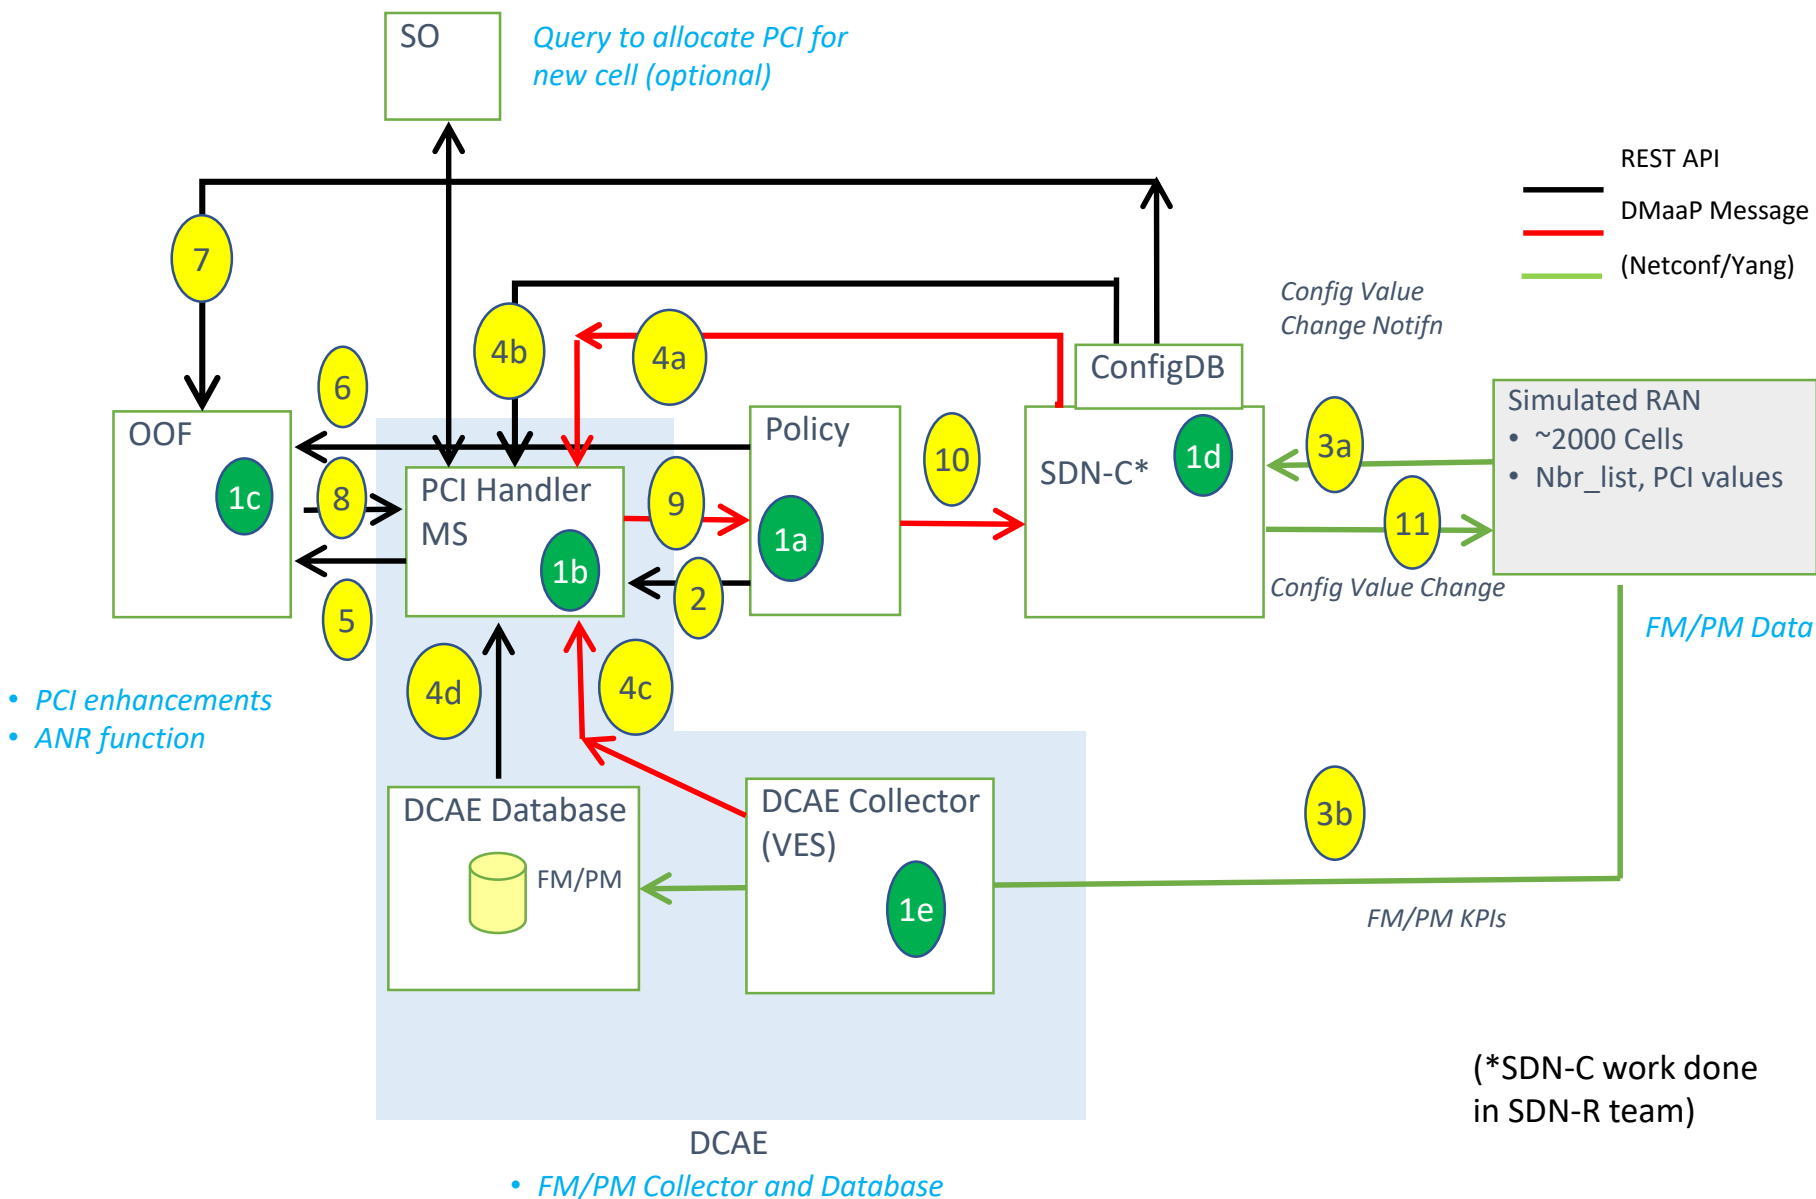 SO
Query to allocate PCI for
new cell (optional)
REST API
DMaaP Message
(Netconf/Yang)
7
Config Value
Change Notifn
4b
4a
ConfigDB
6
OOF
Policy
10
SDN-C*
1d
3a
Simulated RAN
• ~2000 Cells
• Nbr_list, PCI values
1c
8
PCI Handler
MS
9
1a
11
1b
2
Config Value Change
5
FM/PM Data
4d
4c
• PCI enhancements
• ANR function
DCAE Database
FM/PM
DCAE Collector
(VES)
3b
1e
FM/PM KPIs
(*SDN-C work done
in SDN-R team)
DCAE
• FM/PM Collector and Database